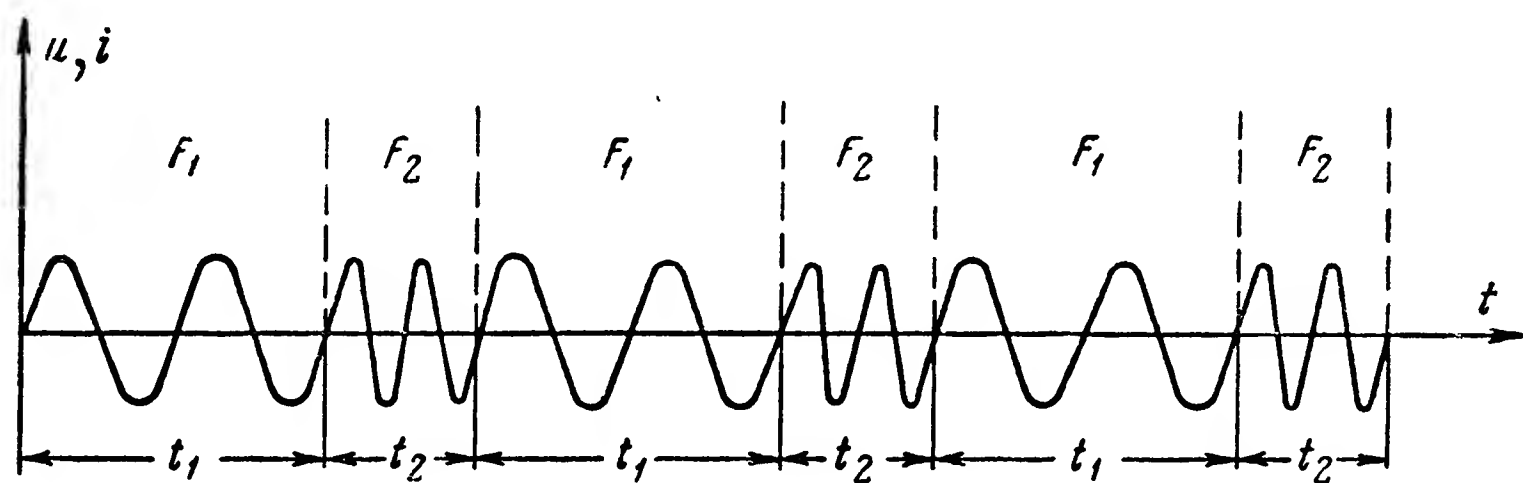 u, i
F₁ F₂ F₁ F₂ F₁ F₂
t
t₁ t₂ t₁ t₂ t₁ t₂